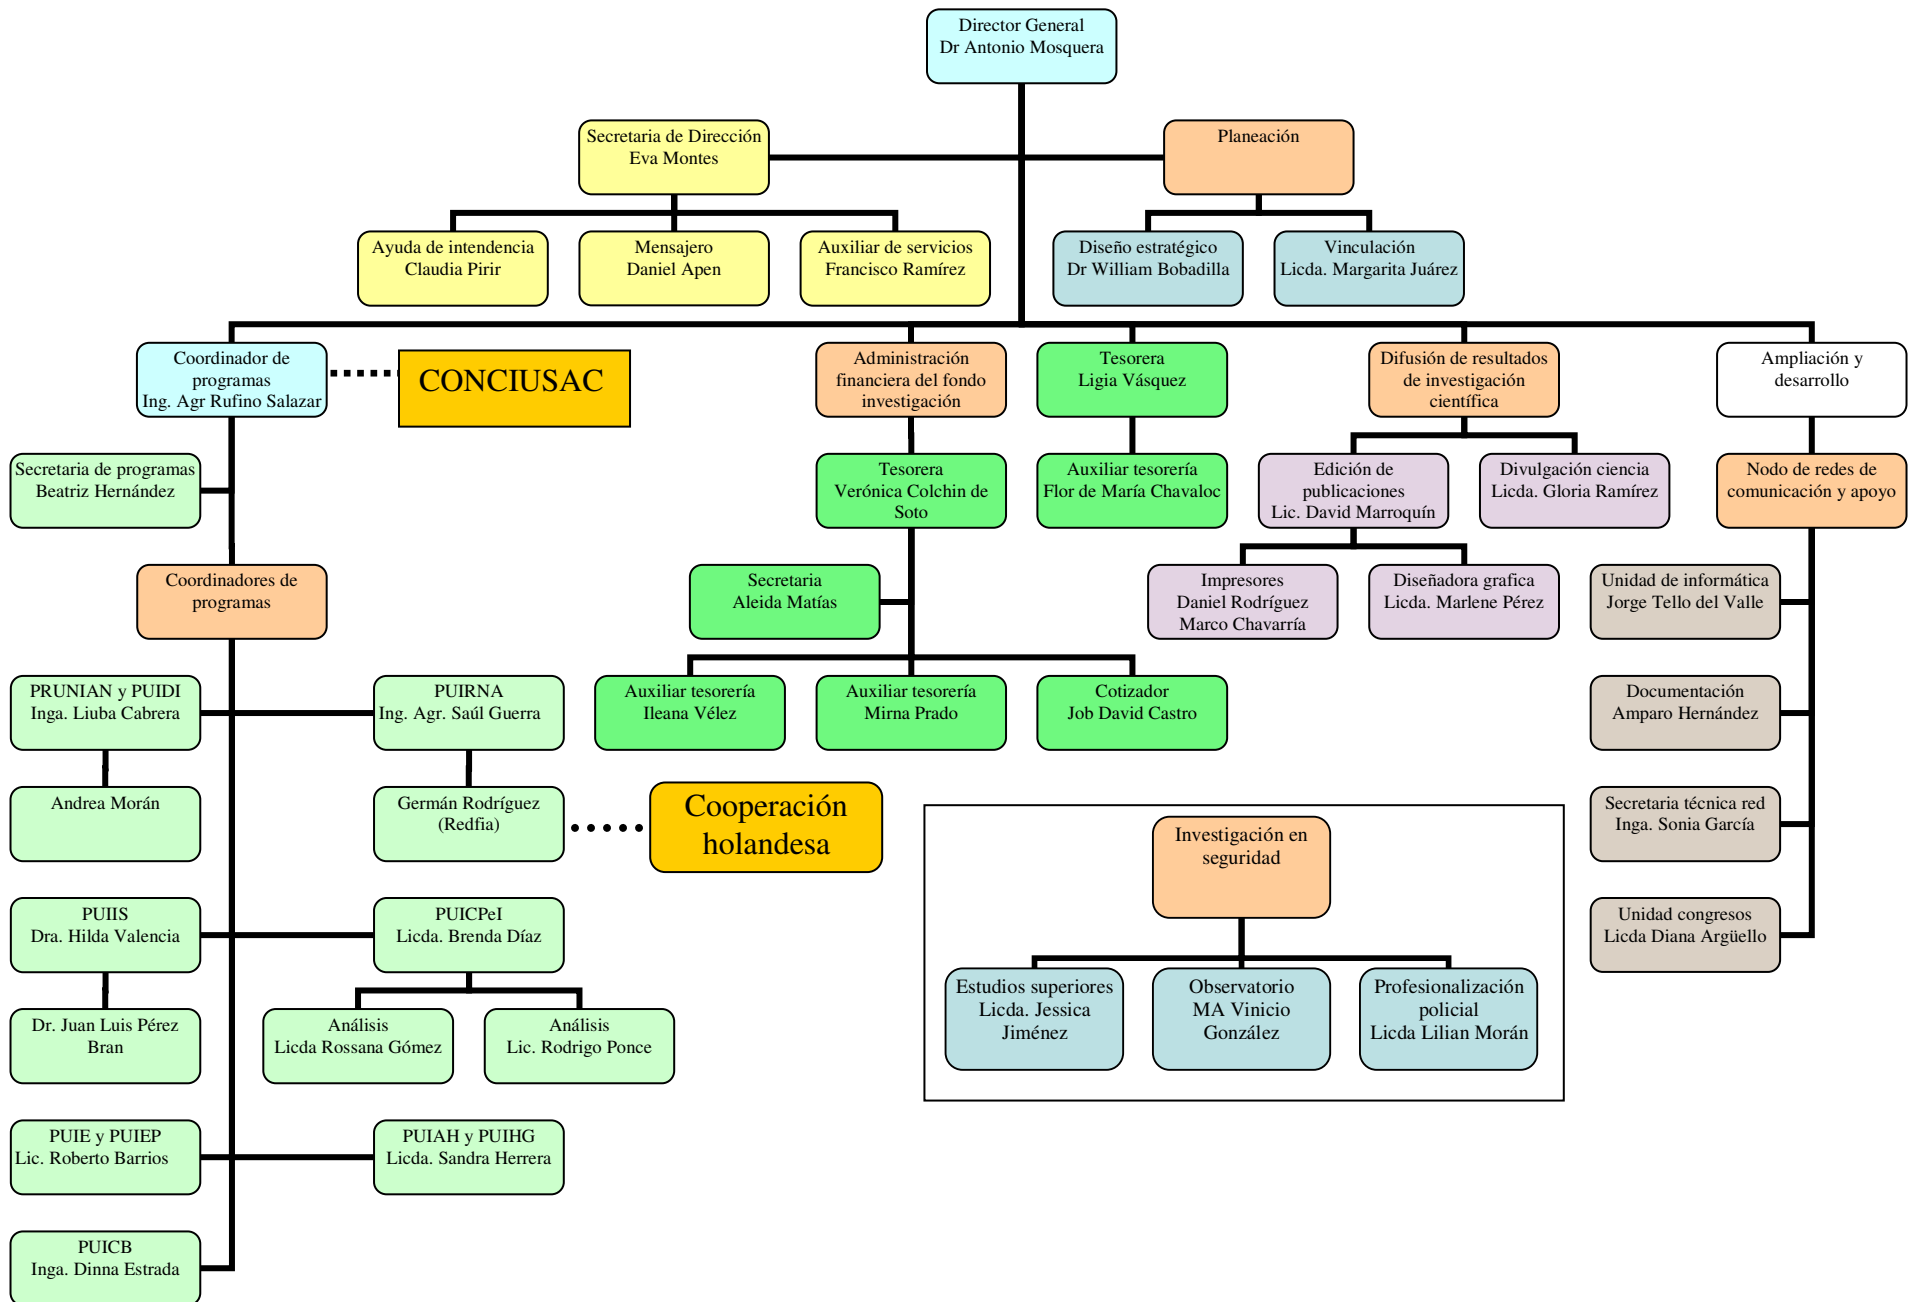 Director General
Dr Antonio Mosquera
Secretaria de Dirección
Eva Montes
Planeación
Ayuda de intendencia
Claudia Pirir
Mensajero
Daniel Apen
Auxiliar de servicios
Francisco Ramírez
Diseño estratégico
Dr William Bobadilla
Vinculación
Licda. Margarita Juárez
Coordinador de
programas
Ing. Agr Rufino Salazar
CONCIUSAC
Administración
financiera del fondo
investigación
Tesorera
Ligia Vásquez
Difusión de resultados
de investigación
científica
Ampliación y
desarrollo
Secretaria de programas
Beatriz Hernández
Tesorera
Verónica Colchin de
Soto
Auxiliar tesorería
Flor de María Chavaloc
Edición de
publicaciones
Lic. David Marroquín
Divulgación ciencia
Licda. Gloria Ramírez
Nodo de redes de
comunicación y apoyo
Coordinadores de
programas
Secretaria
Aleida Matías
Impresores
Daniel Rodríguez
Marco Chavarría
Diseñadora grafica
Licda. Marlene Pérez
Unidad de informática
Jorge Tello del Valle
PRUNIAN y PUIDI
Inga. Liuba Cabrera
PUIRNA
Ing. Agr. Saúl Guerra
Auxiliar tesorería
Ileana Vélez
Auxiliar tesorería
Mirna Prado
Cotizador
Job David Castro
Documentación
Amparo Hernández
Andrea Morán
Germán Rodríguez
(Redfia)
Cooperación
holandesa
Secretaria técnica red
Inga. Sonia García
Investigación en
seguridad
PUIIS
Dra. Hilda Valencia
PUICPeI
Licda. Brenda Díaz
Unidad congresos
Licda Diana Argüello
Estudios superiores
Licda. Jessica
Jiménez
Observatorio
MA Vinicio
González
Profesionalización
policial
Licda Lilian Morán
Dr. Juan Luis Pérez
Bran
Análisis
Licda Rossana Gómez
Análisis
Lic. Rodrigo Ponce
PUIE y PUIEP
Lic. Roberto Barrios
PUIAH y PUIHG
Licda. Sandra Herrera
PUICB
Inga. Dinna Estrada